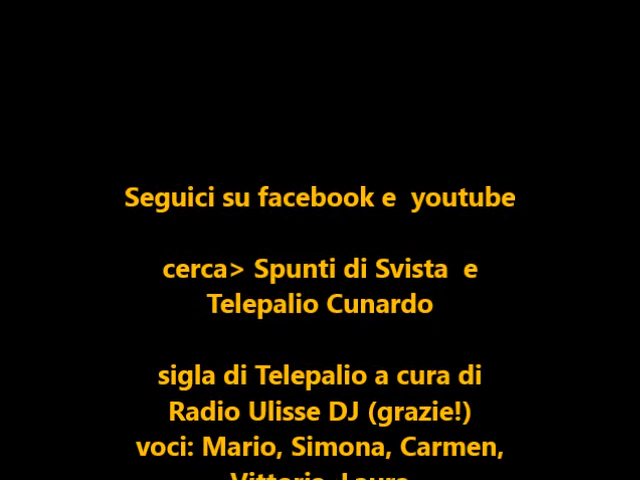 Seguici su facebook e  youtube
cerca> Spunti di Svista  e
Telepalio Cunardo
sigla di Telepalio a cura di
Radio Ulisse DJ (grazie!)
voci: Mario, Simona, Carmen,